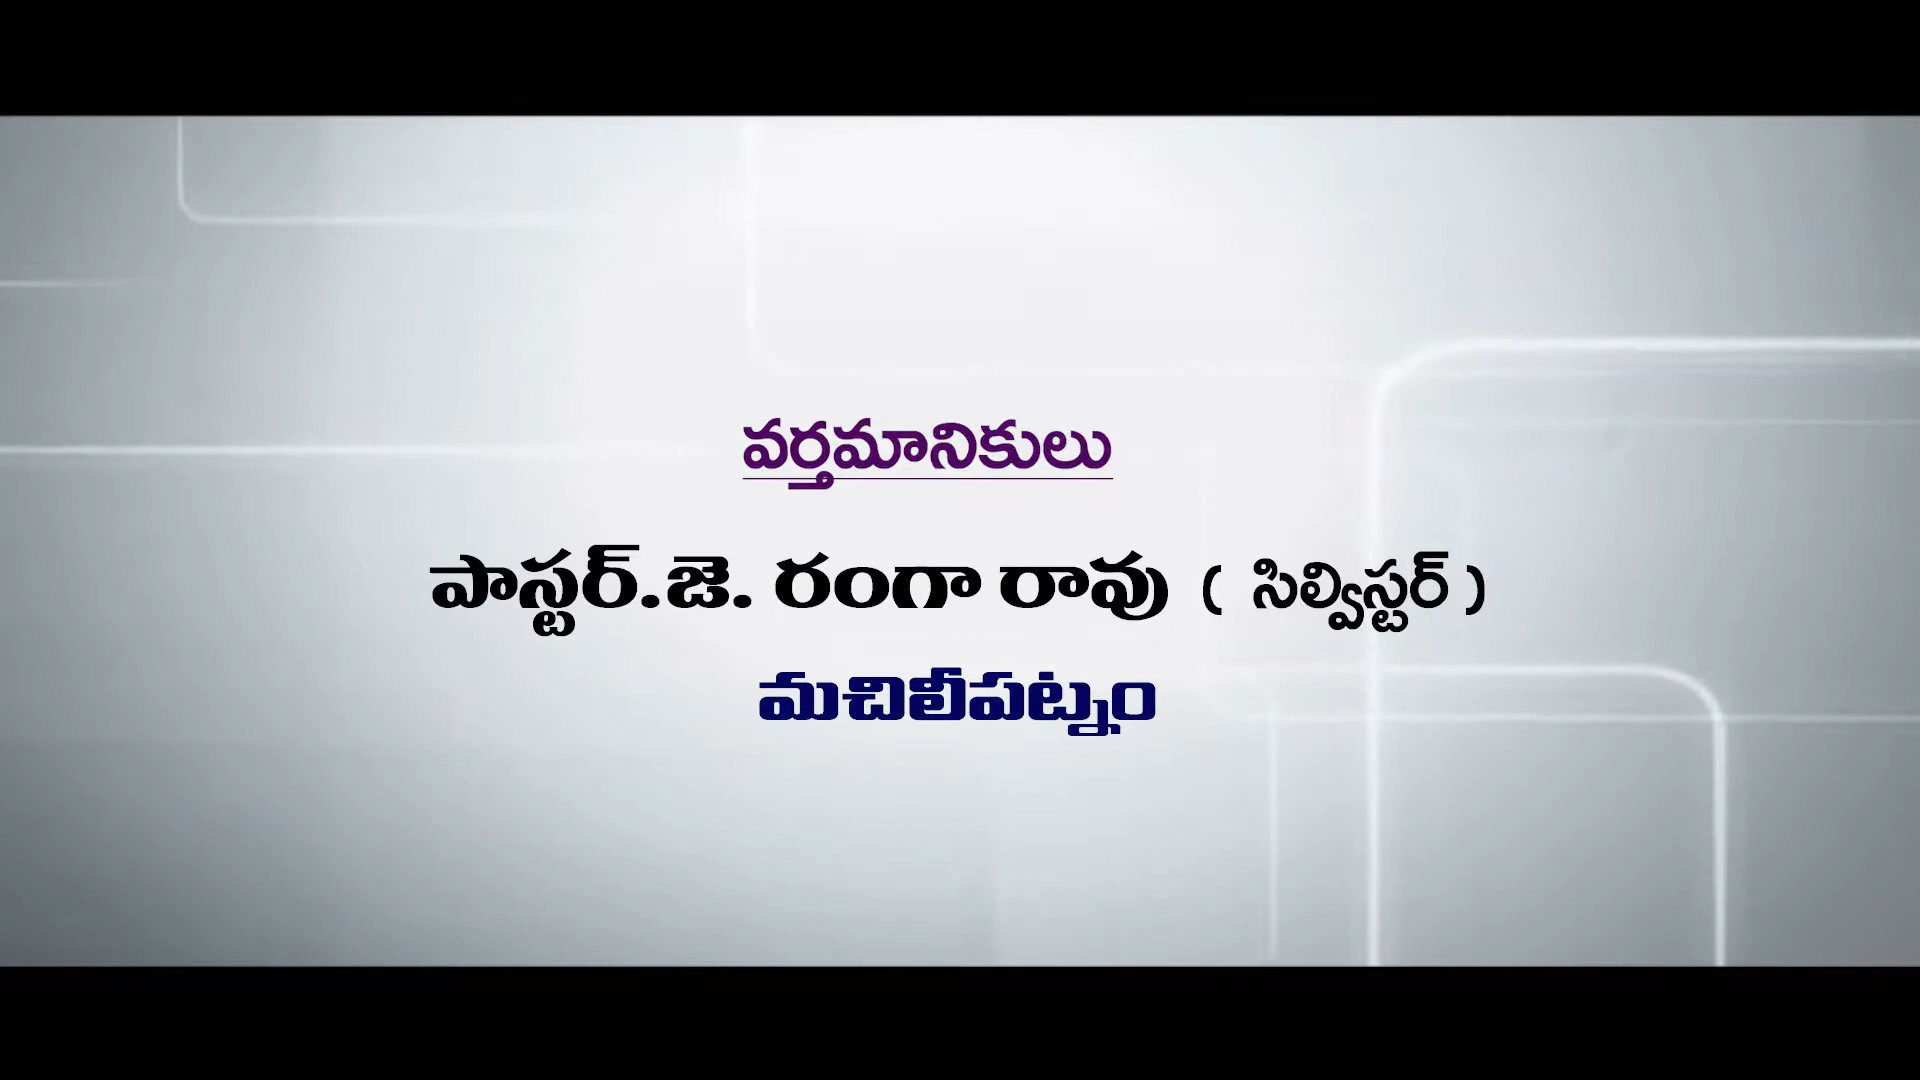 వర్తమానికులు
పాస్టర్.జె. రంగా రావు ( సిల్విస్టర్ )
మచిలీపట్నం